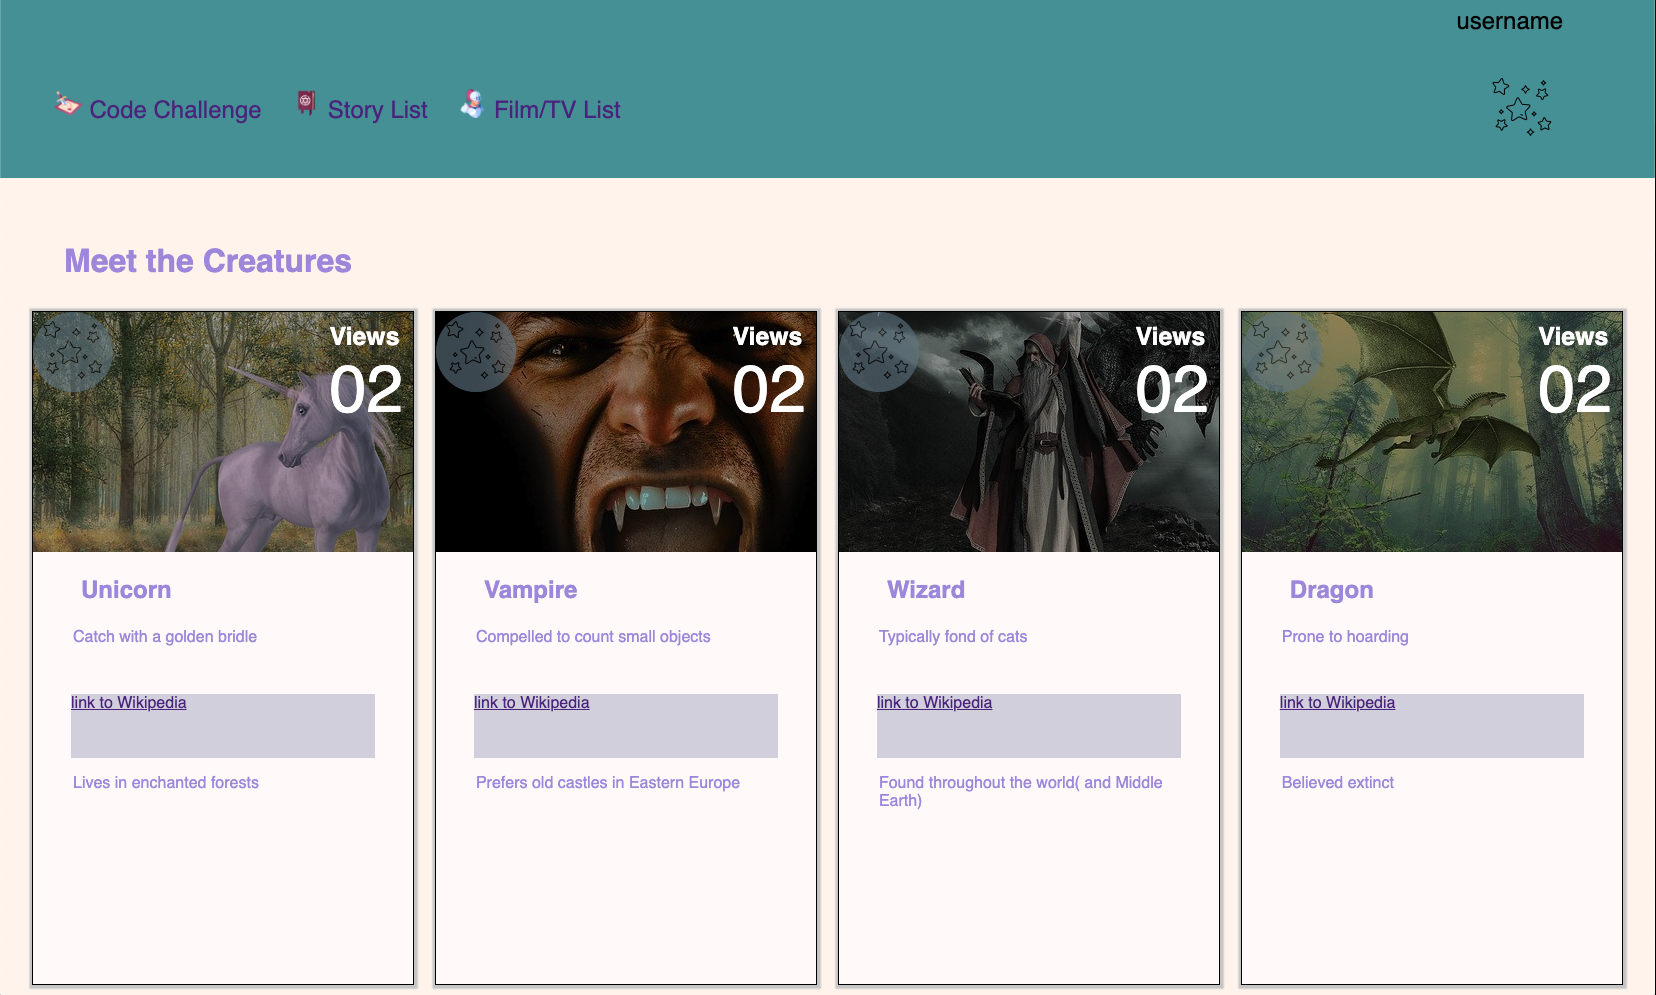 username
Code Challenge
Story List
Film/TV List
Meet the Creatures
Views
02
Unicorn
Catch with a golden bridle
link to Wikipedia
Lives in enchanted forests
Views
02
Vampire
Compelled to count small objects
link to Wikipedia
Prefers old castles in Eastern Europe
Views
02
Wizard
Typically fond of cats
link to Wikipedia
Found throughout the world( and Middle
Earth)
Views
02
Dragon
Prone to hoarding
link to Wikipedia
Believed extinct